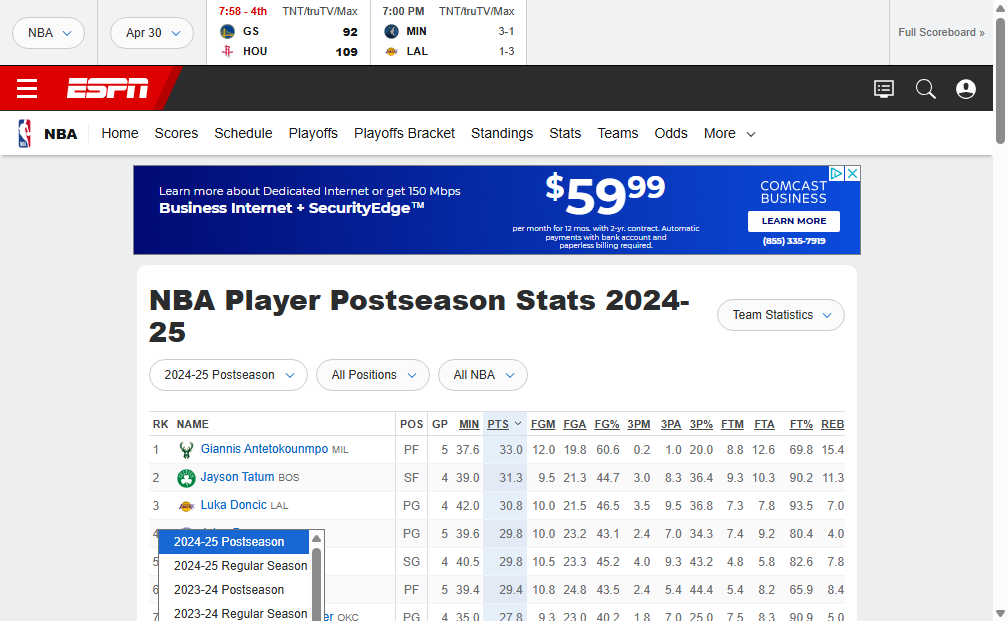 NBA
Apr 30
7:58 - 4th TNT/truTV/Max
GS 92
HOU 109
7:00 PM TNT/truTV/Max
MIN 3-1
LAL 1-3
Full Scoreboard »
ESPN
NBA Home Scores Schedule Playoffs Playoffs Bracket Standings Stats Teams Odds More
Learn more about Dedicated Internet or get 150 Mbps
Business Internet + SecurityEdge™
$59.99
per month for 12 mos. with 2-yr. contract. Automatic
payments with bank account and
paperless billing required.
COMCAST
BUSINESS
LEARN MORE
(855) 335-7919
NBA Player Postseason Stats 2024-
25
Team Statistics
2024-25 Postseason All Positions All NBA
RK NAME POS GP MIN PTS FGM FGA FG% 3PM 3PA 3P% FTM FTA FT% REB
1 Giannis Antetokounmpo MIL PF 5 37.6 33.0 12.0 19.8 60.6 0.2 1.0 20.0 8.8 12.6 69.8 15.4
2 Jayson Tatum BOS SF 4 39.0 31.3 9.5 21.3 44.7 3.0 8.3 36.4 9.3 10.3 90.2 11.3
3 Luka Doncic LAL PG 4 42.0 30.8 10.0 21.5 46.5 3.5 9.5 36.8 7.3 7.8 93.5 7.0
4 PG 5 39.6 29.8 10.0 23.2 43.1 2.4 7.0 34.3 7.4 9.2 80.4 4.0
5 SG 4 40.5 29.8 10.5 23.3 45.2 4.0 9.3 43.2 4.8 5.8 82.6 7.8
6 PF 5 39.4 29.4 10.8 24.8 43.5 2.4 5.4 44.4 5.4 8.2 65.9 8.4
7 er OKC PG 4 35.0 27.8 9.3 23.0 40.2 1.8 7.0 25.0 7.5 8.3 90.9 5.0
2024-25 Postseason
2024-25 Regular Season
2023-24 Postseason
2023-24 Regular Season